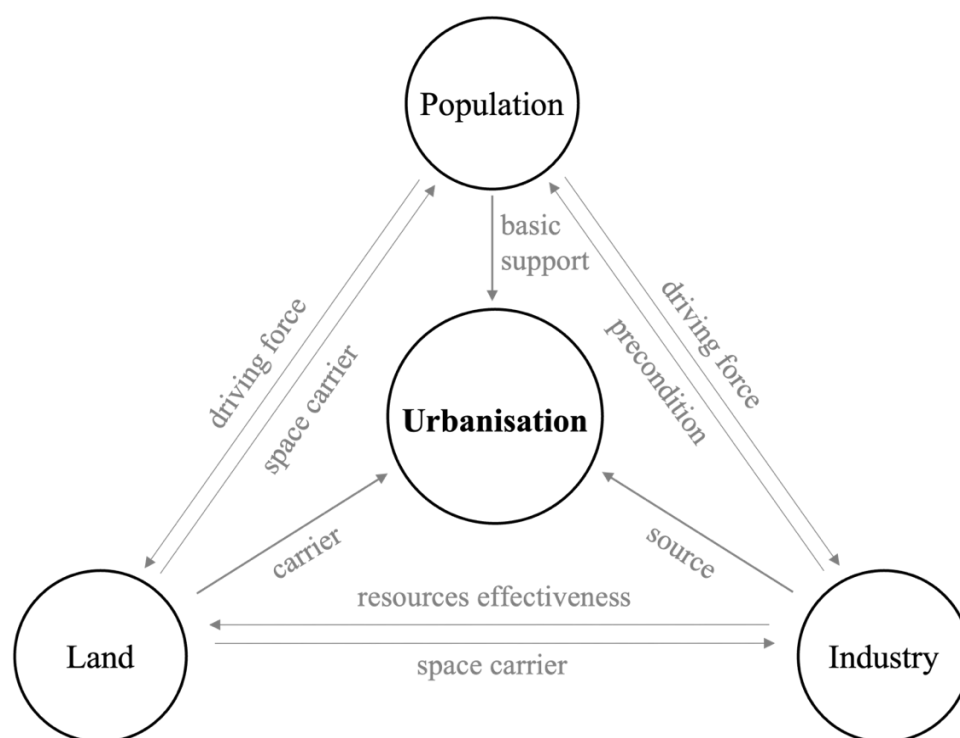 Population
basic
support
driving force
space carrier
driving force
precondition
Urbanisation
carrier
source
resources effectiveness
space carrier
Land
Industry